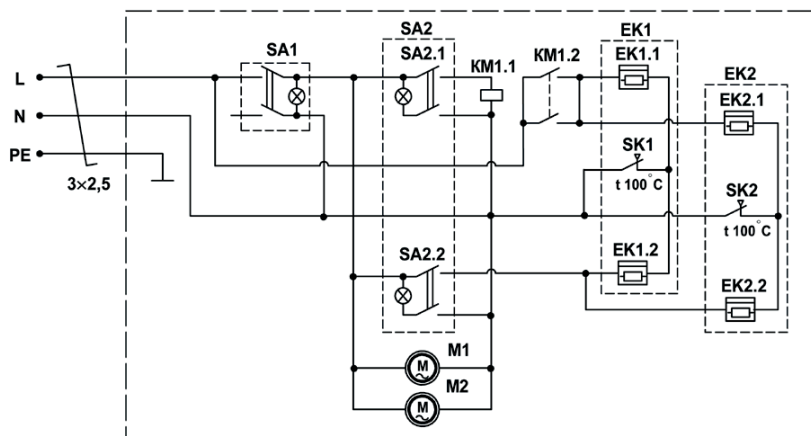 EK1
SA2
SA1
SA2.1
KM1.1
KM1.2
EK1.1
EK2
L
EK2.1
N
SK1
PE
t 100°C
SK2
3×2,5
t 100°C
SA2.2
EK1.2
EK2.2
M1
M
M2
M